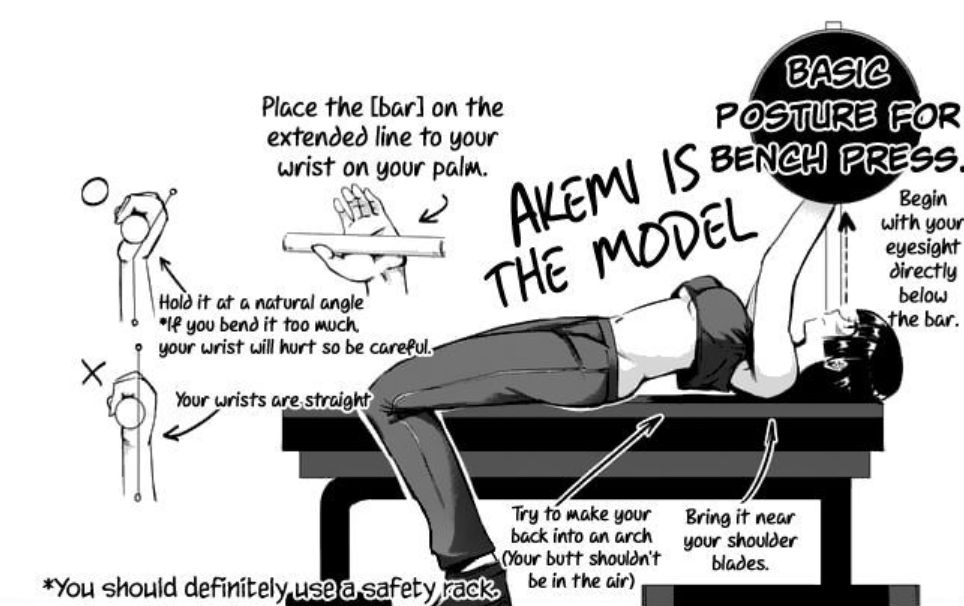 BASIC
POSTURE FOR
BENCH PRESS.
AKEMI IS
THE MODEL
Place the [bar] on the
extended line to your
wrist on your palm.
Begin
with your
eyesight
directly
below
the bar.
Hold it at a natural angle
*If you bend it too much,
your wrist will hurt so be careful.
Your wrists are straight
Try to make your
back into an arch
(Your butt shouldn't
be in the air)
Bring it near
your shoulder
blades.
*You should definitely use a safety rack.